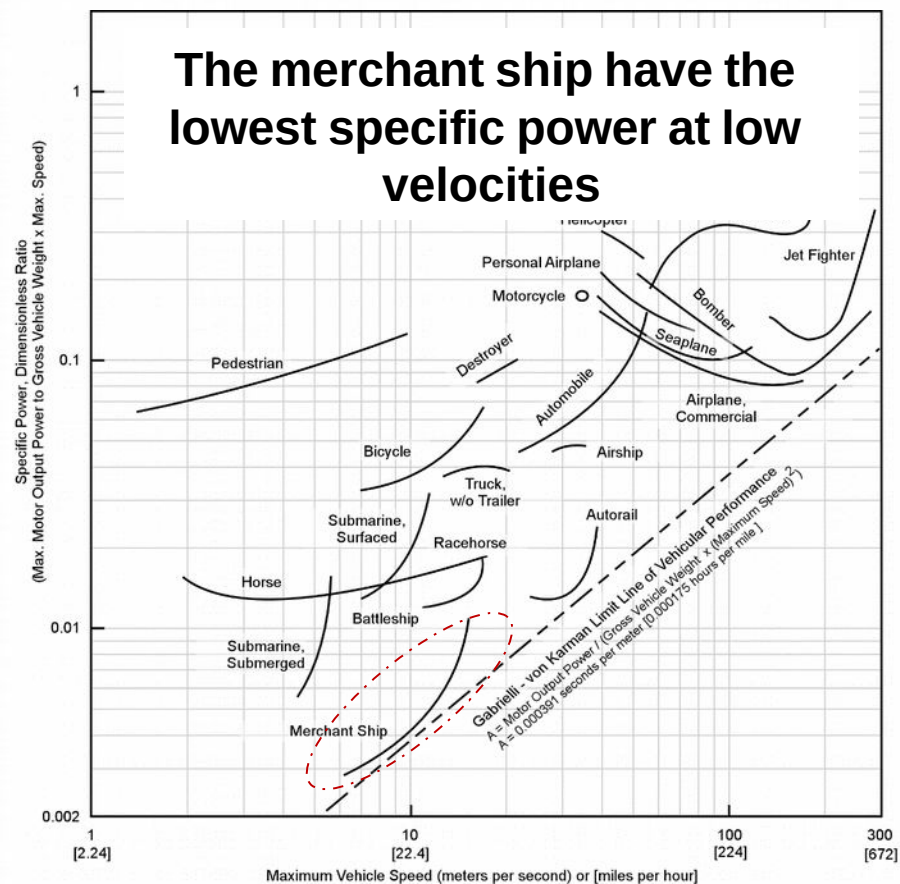 The merchant ship have the
lowest specific power at low
velocities
Specific Power, Dimensionless Ratio
(Max. Motor Output Power to Gross Vehicle Weight x Max. Speed)
1
0.1
0.01
0.002
Helicopter
Jet Fighter
Personal Airplane
Motorcycle
Bomber
Seaplane
Pedestrian
Destroyer
Automobile
Airplane,
Commercial
Bicycle
Airship
Truck,
w/o Trailer
Submarine,
Surfaced
Autorail
Racehorse
Horse
Battleship
Submarine,
Submerged
Merchant Ship
Gabrielli - von Karman Limit Line of Vehicular Performance
A = Motor Output Power / (Gross Vehicle Weight x (Maximum Speed)²)
A = 0.000391 seconds per meter [0.000175 hours per mile ]
1 10 100 300
[2.24] [22.4] [224] [672]
Maximum Vehicle Speed (meters per second) or [miles per hour]